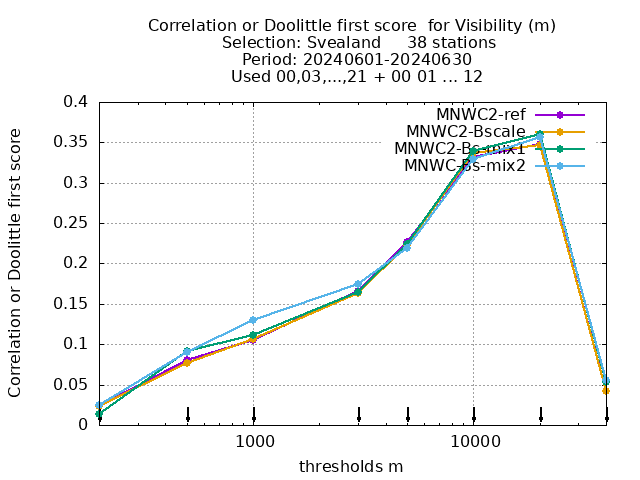 Correlation or Doolittle first score  for Visibility (m)
Selection: Svealand     38 stations
Period: 20240601-20240630
Used 00,03,...,21 + 00 01 ... 12
MNWC2-ref
MNWC2-Bscale
MNWC2-Bs-mix1
MNWC-Bs-mix2
Correlation or Doolittle first score
0.4
0.35
0.3
0.25
0.2
0.15
0.1
0.05
0
1000
10000
thresholds m